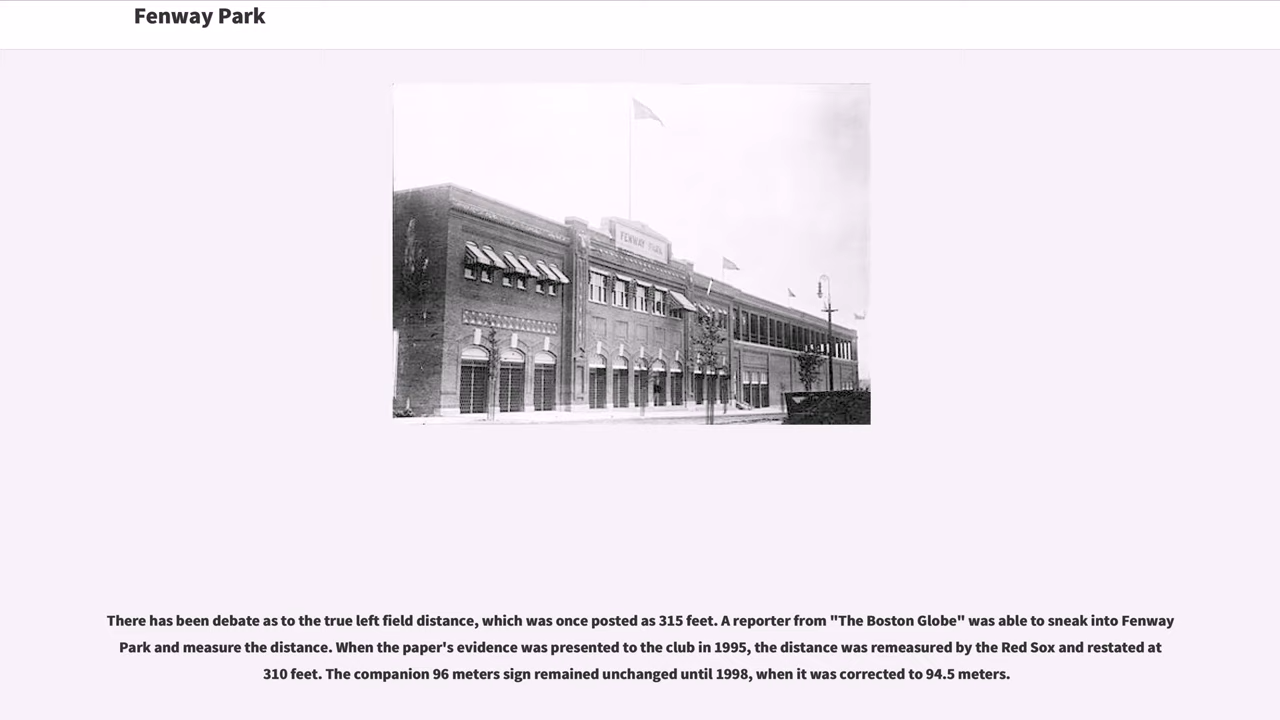 Fenway Park
FENWAY PARK
There has been debate as to the true left field distance, which was once posted as 315 feet. A reporter from "The Boston Globe" was able to sneak into Fenway
Park and measure the distance. When the paper's evidence was presented to the club in 1995, the distance was remeasured by the Red Sox and restated at
310 feet. The companion 96 meters sign remained unchanged until 1998, when it was corrected to 94.5 meters.